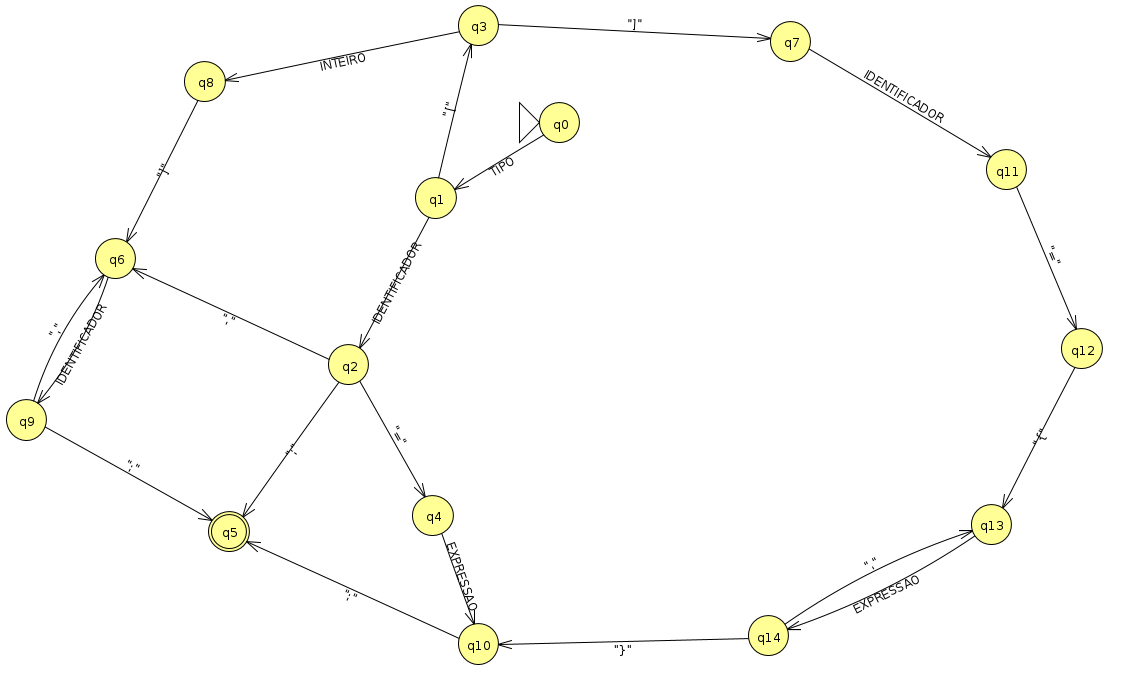 q3
"]"
q7
INTEIRO
q8
IDENTIFICADOR
"["
q0
TIPO
q11
"]"
q1
q6
IDENTIFICADOR
"="
","
","
IDENTIFICADOR
q12
q2
q9
"="
"{"
";"
";"
q4
q13
q5
EXPRESSAO
","
";"
EXPRESSAO
q14
q10
"}"